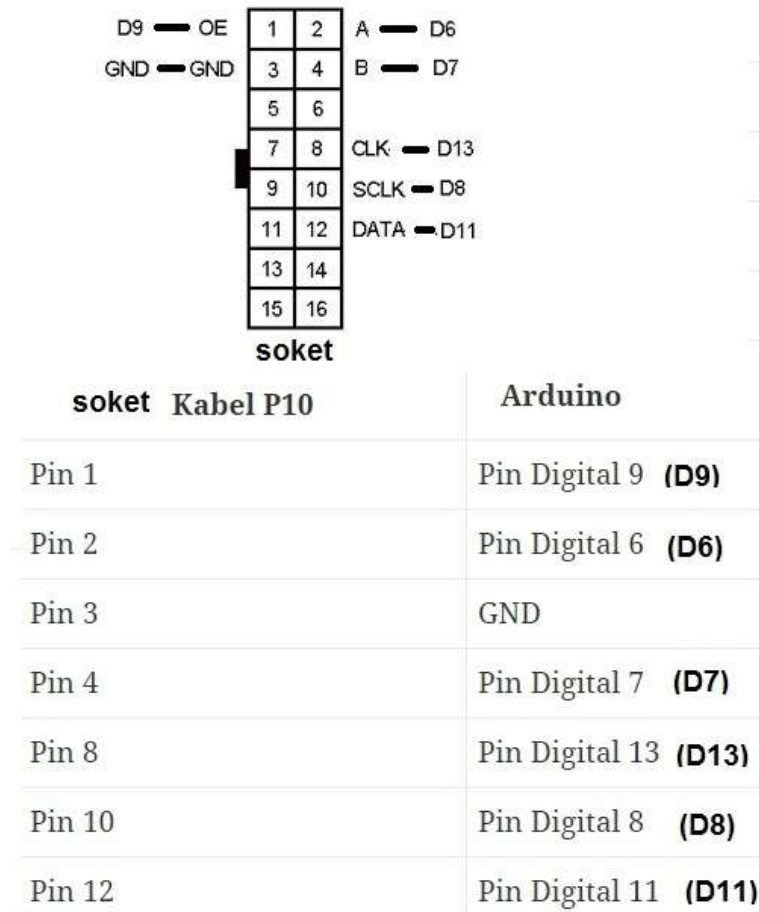 D9 OE 1 2 A D6
GND GND 3 4 B D7
5 6
7 8 CLK D13
9 10 SCLK D8
11 12 DATA D11
13 14
15 16
soket
soket Kabel P10 Arduino
Pin 1 Pin Digital 9 (D9)
Pin 2 Pin Digital 6 (D6)
Pin 3 GND
Pin 4 Pin Digital 7 (D7)
Pin 8 Pin Digital 13 (D13)
Pin 10 Pin Digital 8 (D8)
Pin 12 Pin Digital 11 (D11)